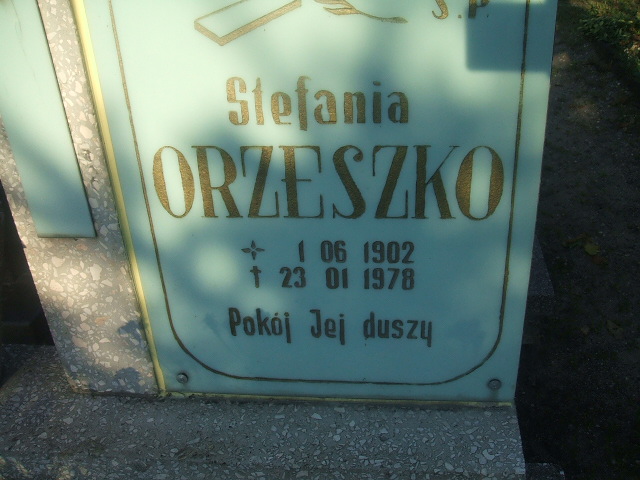 Ś.P.
Stefania
ORZESZKO
1 06 1902
† 23 01 1978
Pokój Jej duszy